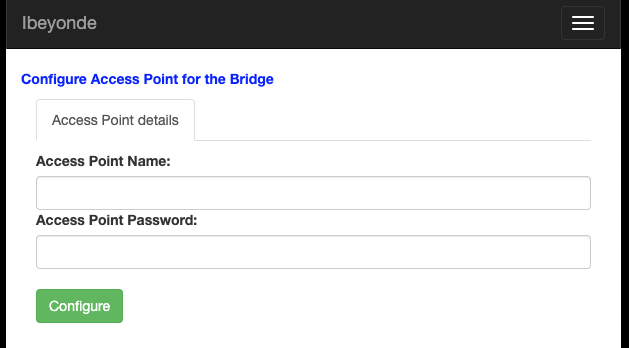 Ibeyonde
Configure Access Point for the Bridge
Access Point details
Access Point Name:
Access Point Password:
Configure